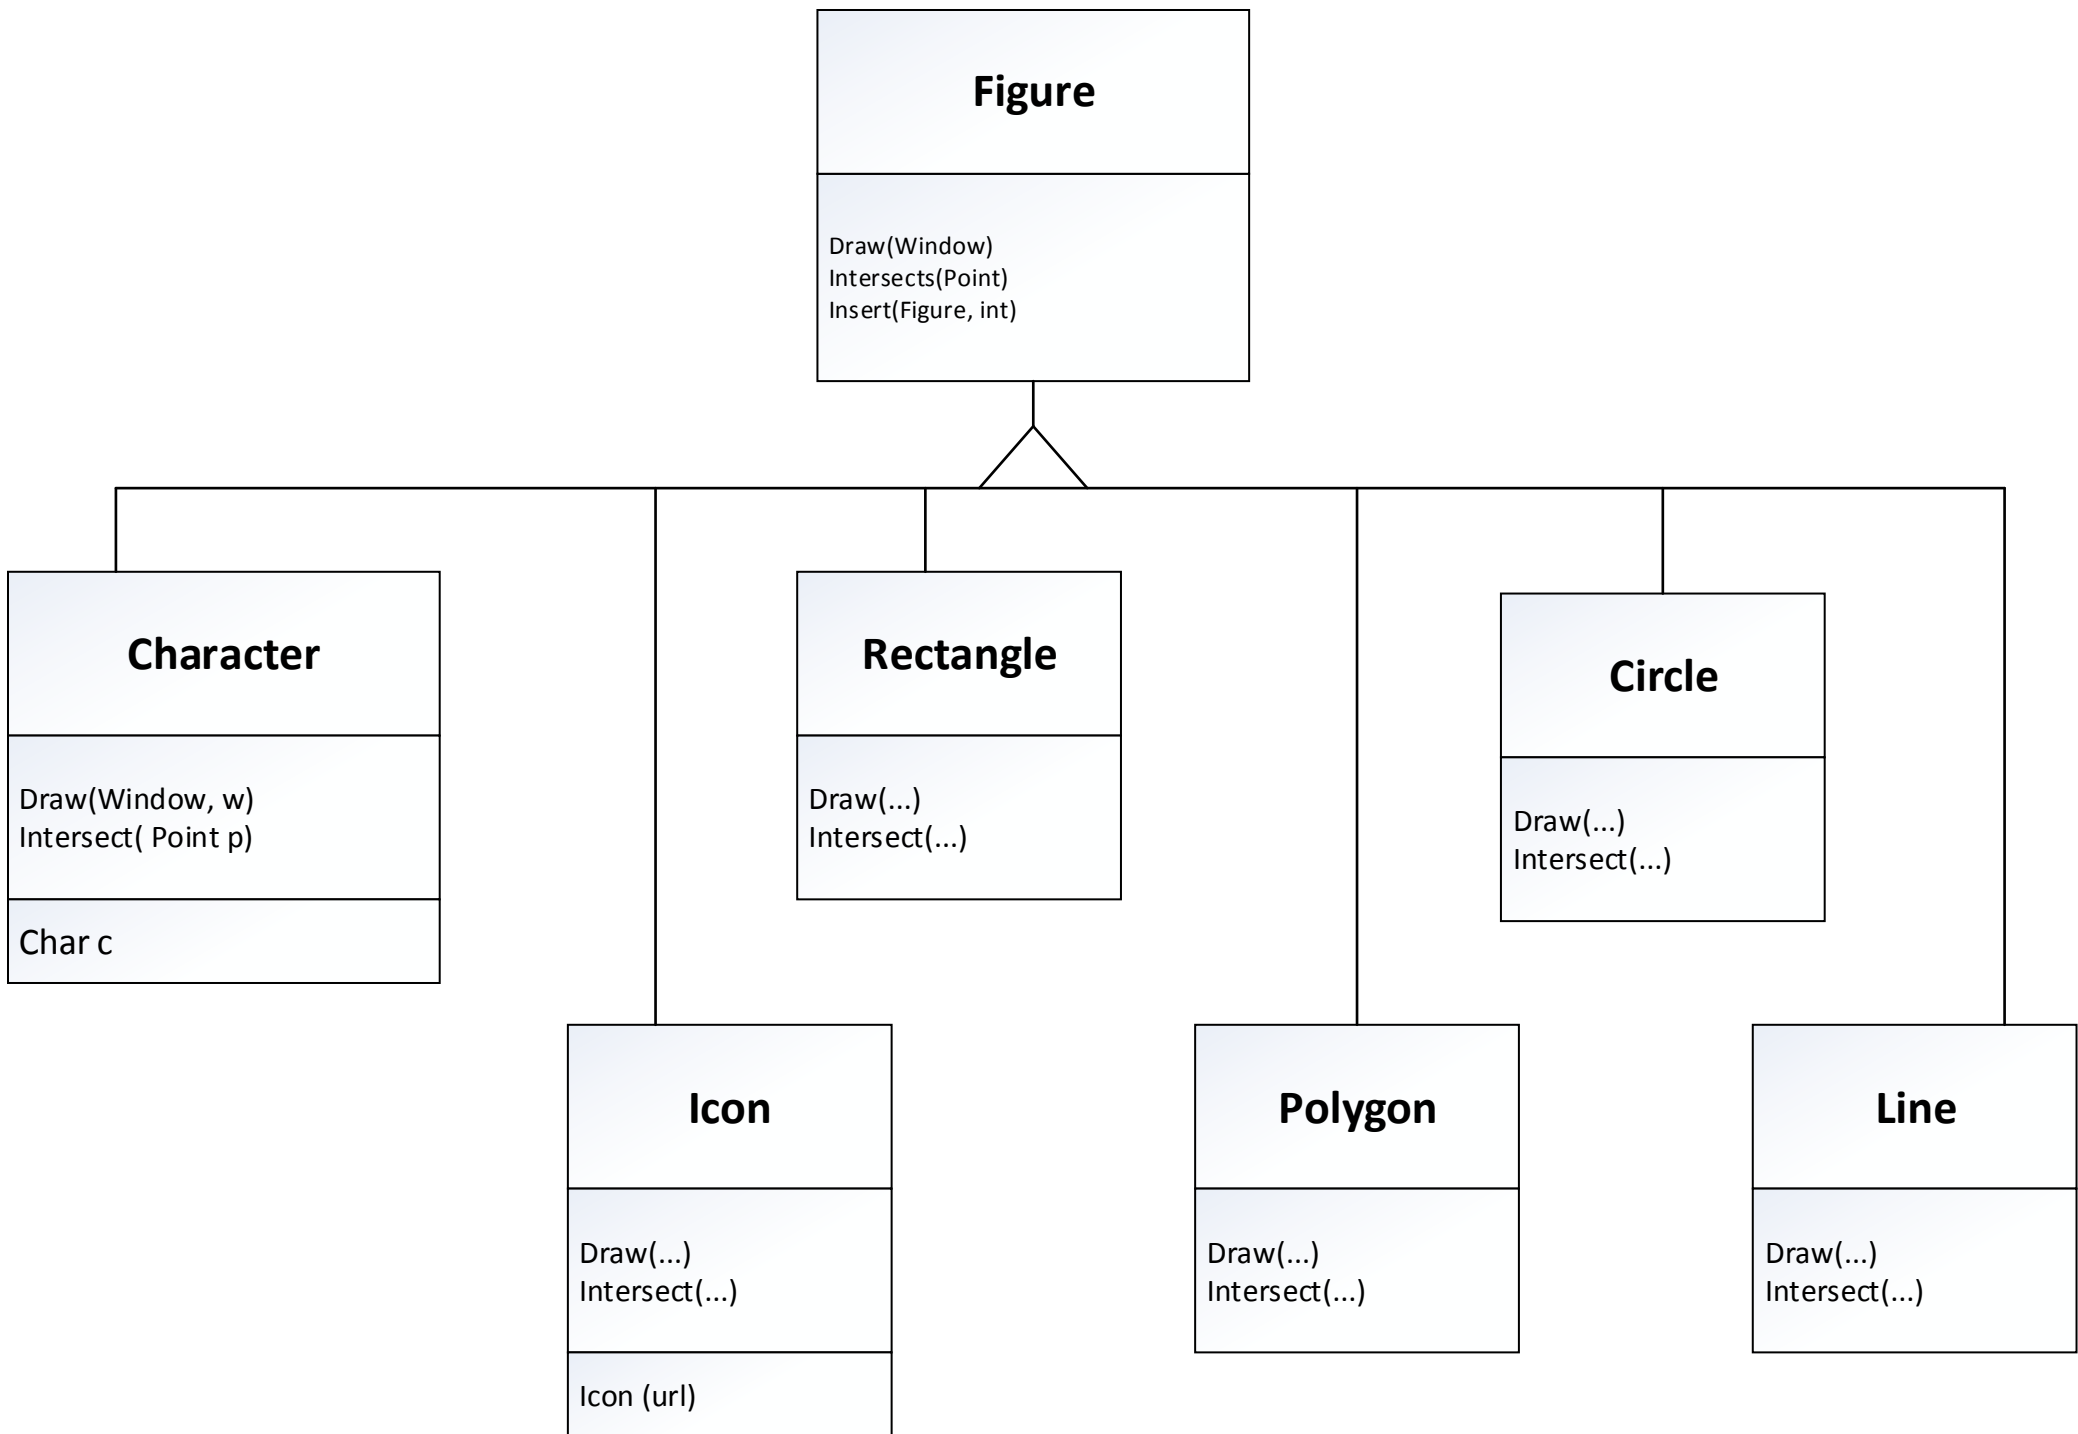 Figure
Draw(Window)
Intersects(Point)
Insert(Figure, int)
Character
Draw(Window, w)
Intersect( Point p)
Char c
Rectangle
Draw(...)
Intersect(...)
Circle
Draw(...)
Intersect(...)
Icon
Draw(...)
Intersect(...)
Icon (url)
Polygon
Draw(...)
Intersect(...)
Line
Draw(...)
Intersect(...)